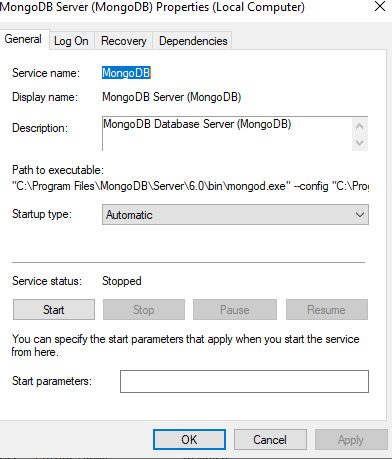 MongoDB Server (MongoDB) Properties (Local Computer)
General Log On Recovery Dependencies
Service name: MongoDB
Display name: MongoDB Server (MongoDB)
Description: MongoDB Database Server (MongoDB)
Path to executable:
"C:\Program Files\MongoDB\Server\6.0\bin\mongod.exe" --config "C:\Prog
Startup type: Automatic
Service status: Stopped
Start Stop Pause Resume
You can specify the start parameters that apply when you start the service
from here.
Start parameters:
OK Cancel Apply